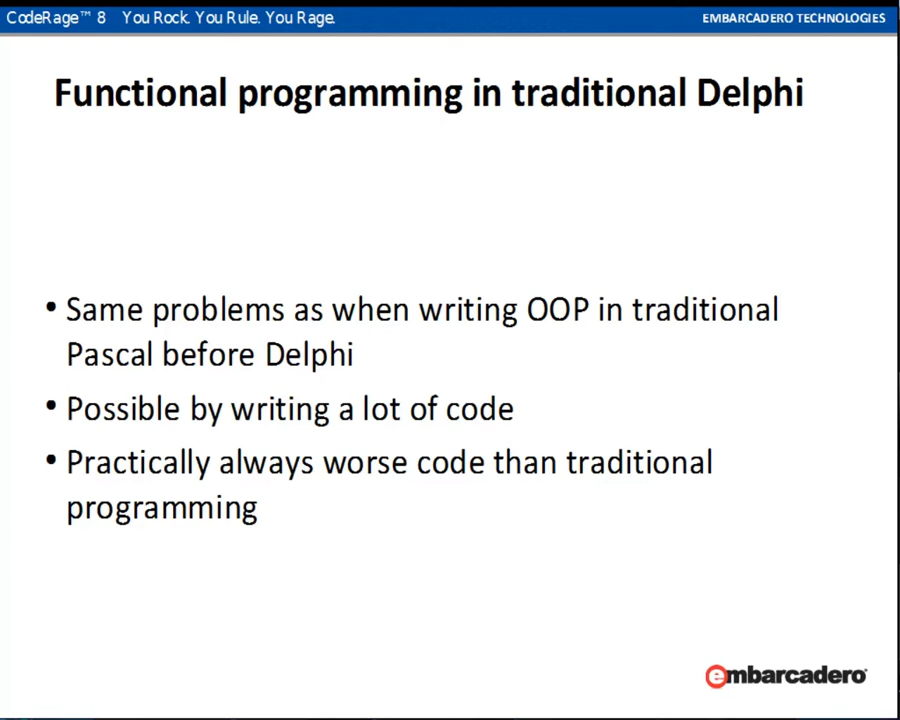 CodeRage™ 8 You Rock. You Rule. You Rage. EMBARCADERO TECHNOLOGIES
Functional programming in traditional Delphi
• Same problems as when writing OOP in traditional
Pascal before Delphi
• Possible by writing a lot of code
• Practically always worse code than traditional
programming
embarcadero